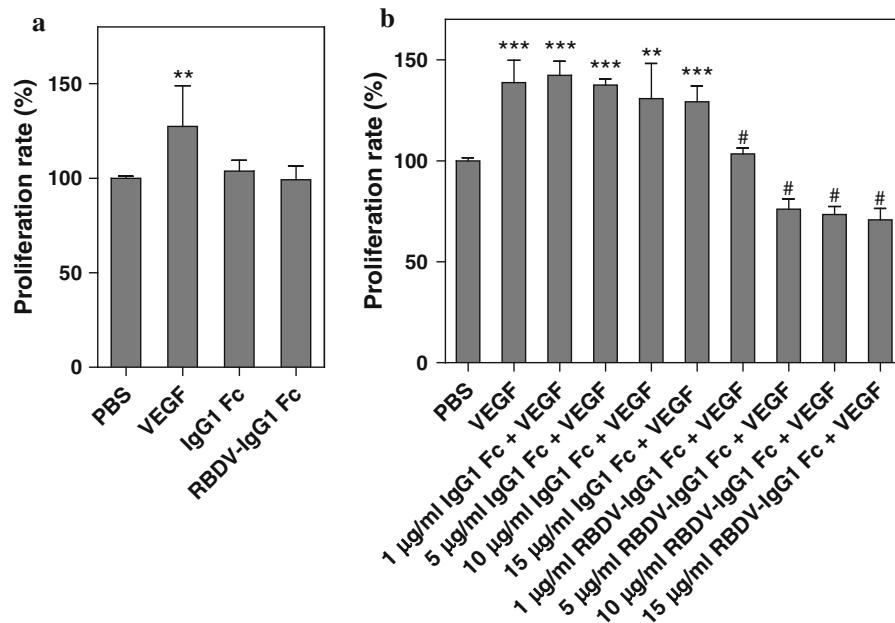 a
Proliferation rate (%)
150
100
50
0
**
PBS
VEGF
IgG1 Fc
RBDV-IgG1 Fc
b
Proliferation rate (%)
150
100
50
0
***
***
***
**
***
#
#
#
#
PBS
VEGF
1 µg/ml IgG1 Fc + VEGF
5 µg/ml IgG1 Fc + VEGF
10 µg/ml IgG1 Fc + VEGF
15 µg/ml IgG1 Fc + VEGF
1 µg/ml RBDV-IgG1 Fc + VEGF
5 µg/ml RBDV-IgG1 Fc + VEGF
10 µg/ml RBDV-IgG1 Fc + VEGF
15 µg/ml RBDV-IgG1 Fc + VEGF